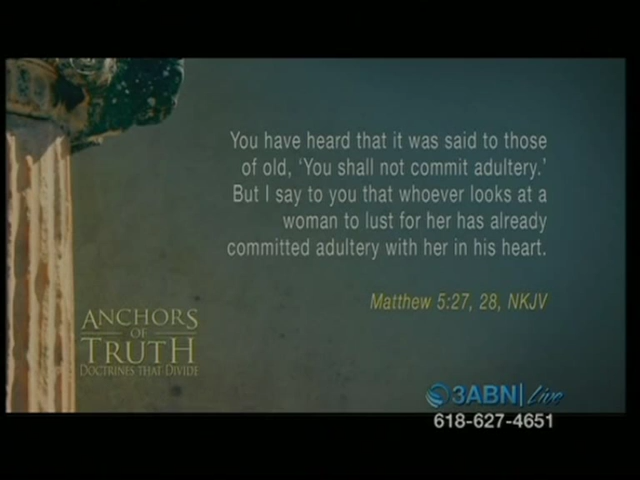 You have heard that it was said to those
of old, ‘You shall not commit adultery.’
But I say to you that whoever looks at a
woman to lust for her has already
committed adultery with her in his heart.
Matthew 5:27, 28, NKJV
ANCHORS
OF
TRUTH
DOCTRINES THAT DIVIDE
3ABN Live
618-627-4651